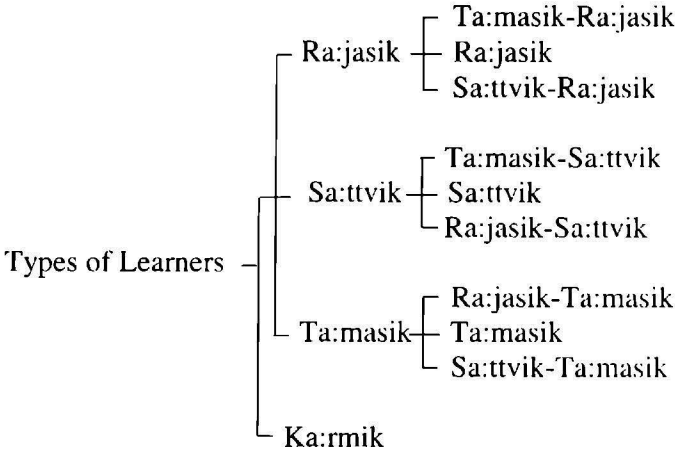 Ta:masik-Ra:jasik
Ra:jasik
Ra:jasik
Sa:ttvik-Ra:jasik
Ta:masik-Sa:ttvik
Sa:ttvik
Sa:ttvik
Ra:jasik-Sa:ttvik
Types of Learners
Ra:jasik-Ta:masik
Ta:masik
Ta:masik
Sa:ttvik-Ta:masik
Ka:rmik